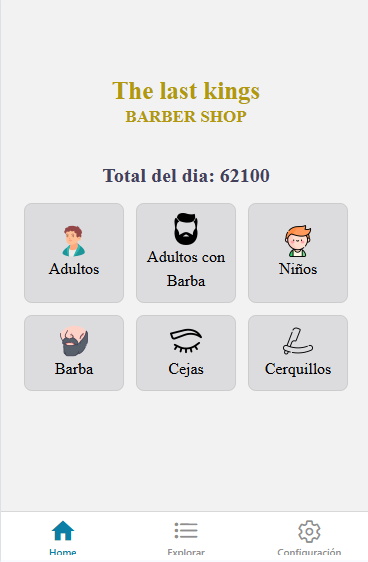 The last kings
BARBER SHOP
Total del dia: 62100
Adultos
Adultos con
Barba
Niños
Barba
Cejas
Cerquillos
Home
Explorar
Configuración